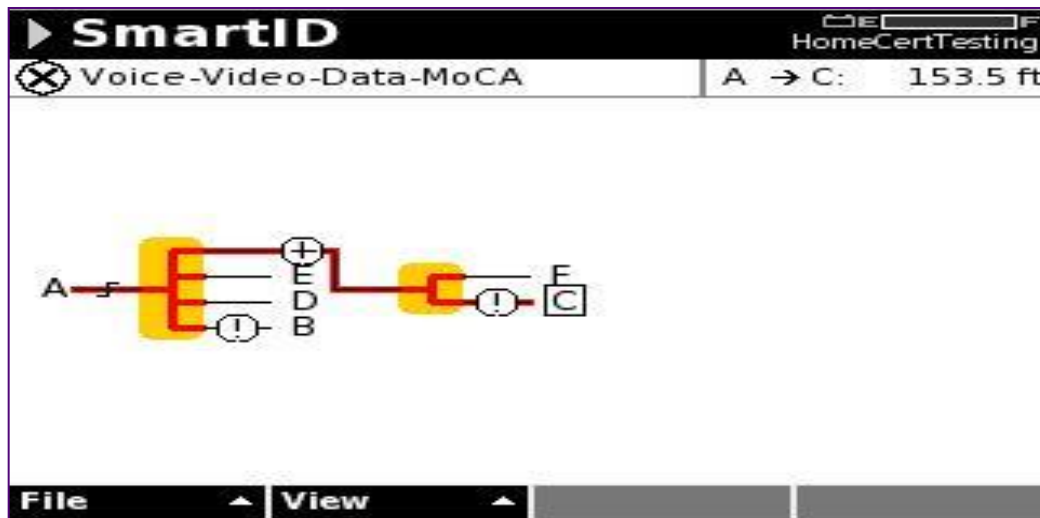 SmartID
E F
HomeCertTesting
Voice-Video-Data-MoCA
A → C: 153.5 ft
A
E
D
B
F
C
File
View